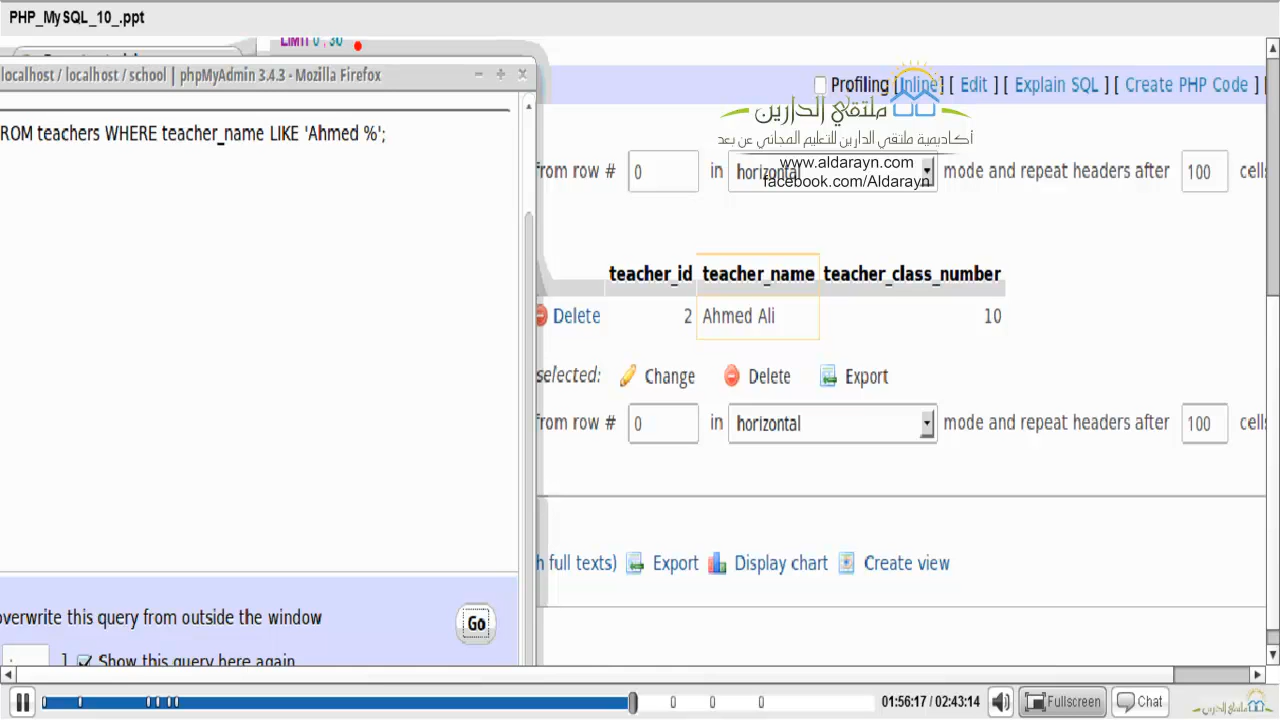 PHP_MySQL_10_.ppt
LIMIT 0 , 30
localhost / localhost / school | phpMyAdmin 3.4.3 - Mozilla Firefox
Profiling [Inline] [ Edit ] [ Explain SQL ] [ Create PHP Code ] [
ملتقي الدارين
أكاديمية ملتقي الدارين للتعليم المجاني عن بعد
www.aldarayn.com
facebook.com/Aldarayn
ROM teachers WHERE teacher_name LIKE 'Ahmed %';
from row # 0 in horizontal mode and repeat headers after 100 cells
teacher_id teacher_name teacher_class_number
Delete 2 Ahmed Ali 10
selected: Change Delete Export
from row # 0 in horizontal mode and repeat headers after 100 cells
h full texts) Export Display chart Create view
overwrite this query from outside the window
Go
] Show this query here again
01:56:17 / 02:43:14 Fullscreen Chat
ملتقي الدارين